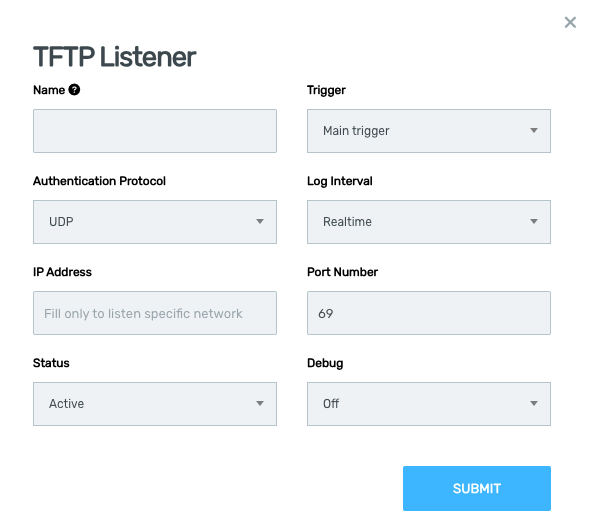 TFTP Listener
Name
Trigger
Main trigger
Authentication Protocol
Log Interval
UDP
Realtime
IP Address
Port Number
Fill only to listen specific network
69
Status
Debug
Active
Off
SUBMIT